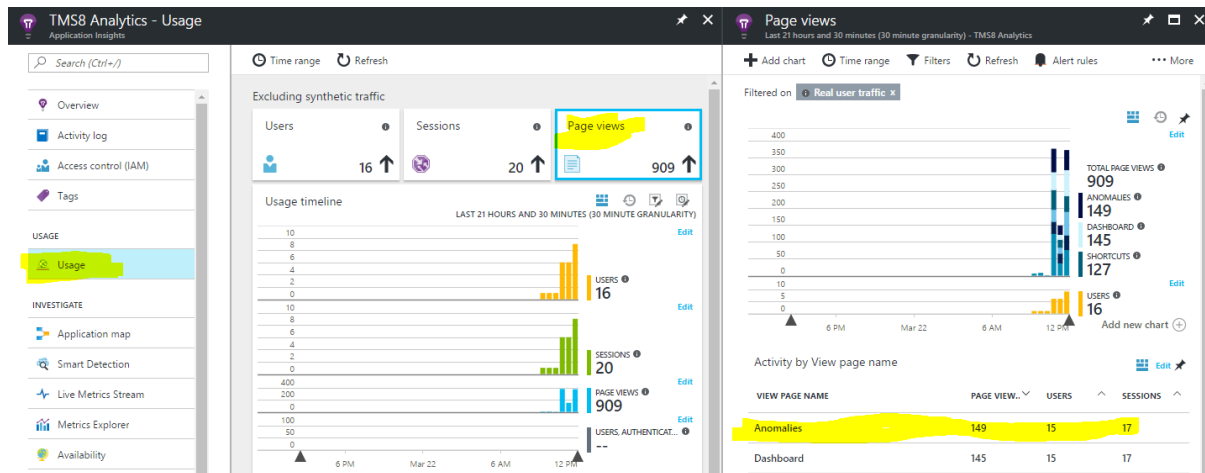 TMS8 Analytics - Usage
Application Insights
Search (Ctrl+/)
Overview
Activity log
Access control (IAM)
Tags
USAGE
Usage
INVESTIGATE
Application map
Smart Detection
Live Metrics Stream
Metrics Explorer
Availability
Time range Refresh
Excluding synthetic traffic
Users
16
Sessions
20
Page views
909
Usage timeline
LAST 21 HOURS AND 30 MINUTES (30 MINUTE GRANULARITY)
Edit
10
8
6
4
2
0
USERS
16
Edit
10
8
6
4
2
0
SESSIONS
20
Edit
400
200
0
PAGE VIEWS
909
Edit
100
50
0
USERS, AUTHENTICAT...
--
6 PM Mar 22 6 AM 12 PM
Page views
Last 21 hours and 30 minutes (30 minute granularity) - TMS8 Analytics
Add chart Time range Filters Refresh Alert rules ... More
Filtered on Real user traffic x
Edit
400
350
300
250
200
150
100
50
0
TOTAL PAGE VIEWS
909
ANOMALIES
149
DASHBOARD
145
SHORTCUTS
127
Edit
10
5
0
USERS
16
6 PM Mar 22 6 AM 12 PM
Add new chart
Activity by View page name
Edit
VIEW PAGE NAME PAGE VIEW.. USERS SESSIONS
Anomalies 149 15 17
Dashboard 145 15 17